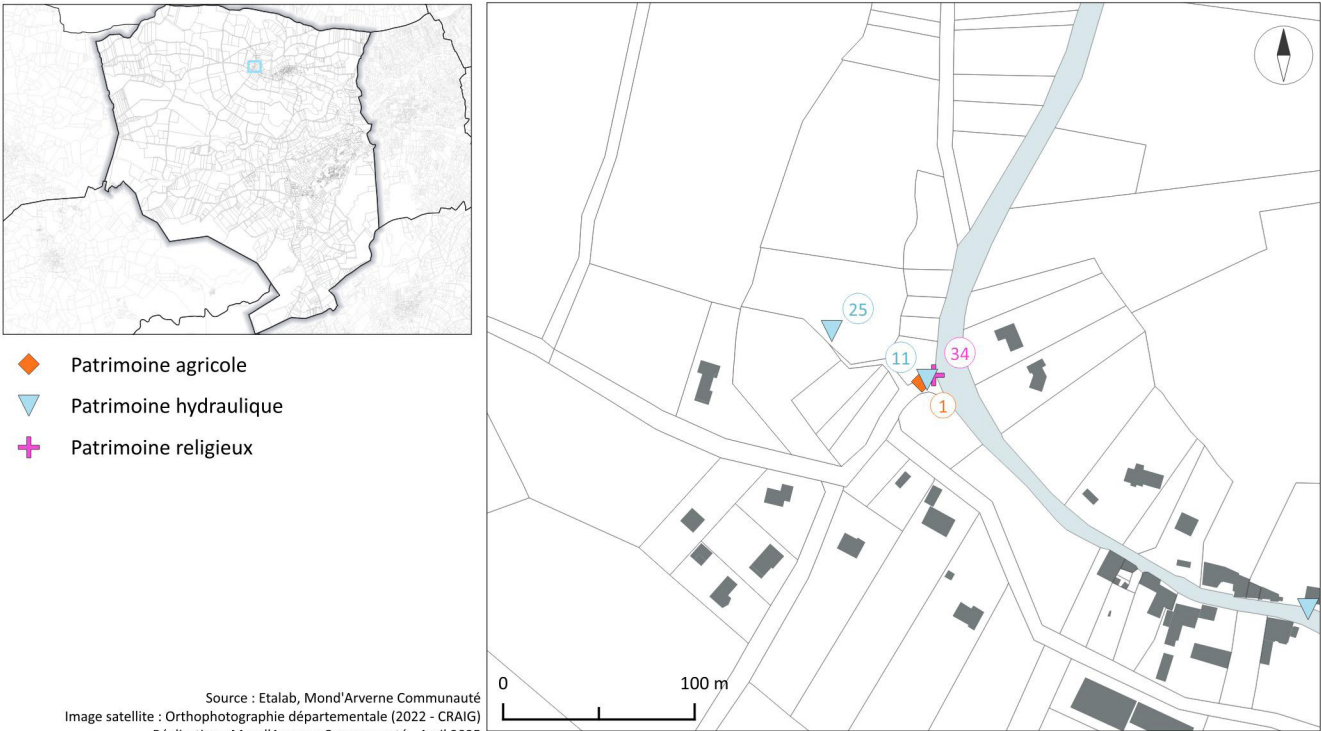 Patrimoine agricole
Patrimoine hydraulique
Patrimoine religieux
Source : Etalab, Mond'Arverne Communauté
Image satellite : Orthophotographie départementale (2022 - CRAIG)
25
11
34
1
0 100 m